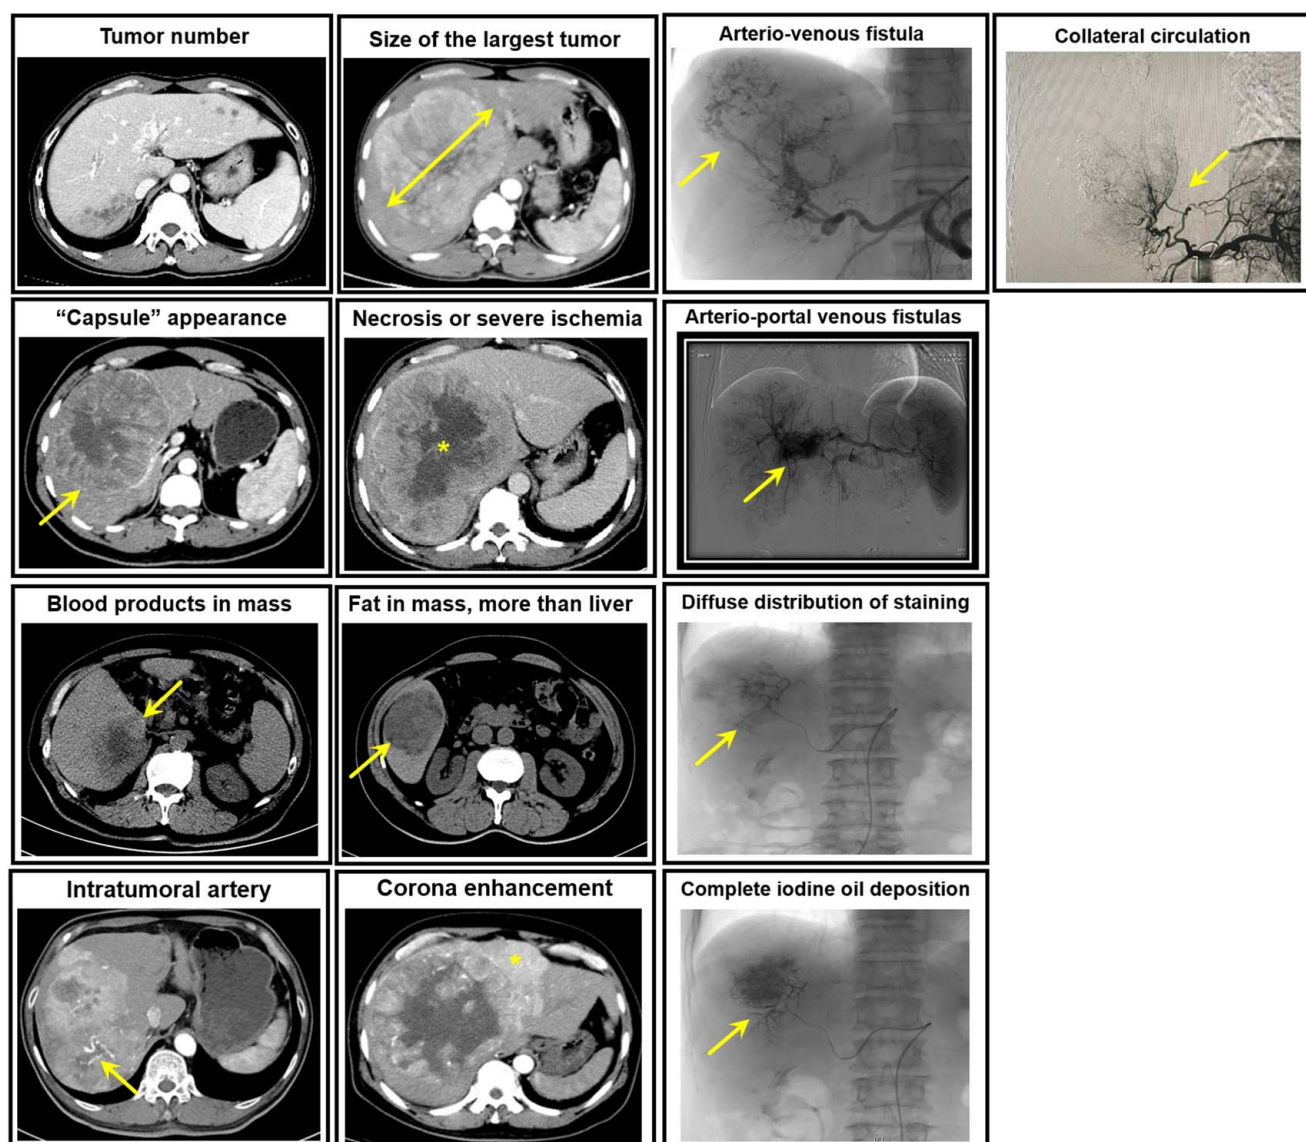 Tumor number
Size of the largest tumor
Arterio-venous fistula
Collateral circulation
“Capsule” appearance
Necrosis or severe ischemia
Arterio-portal venous fistulas
Blood products in mass
Fat in mass, more than liver
Diffuse distribution of staining
Intratumoral artery
Corona enhancement
Complete iodine oil deposition